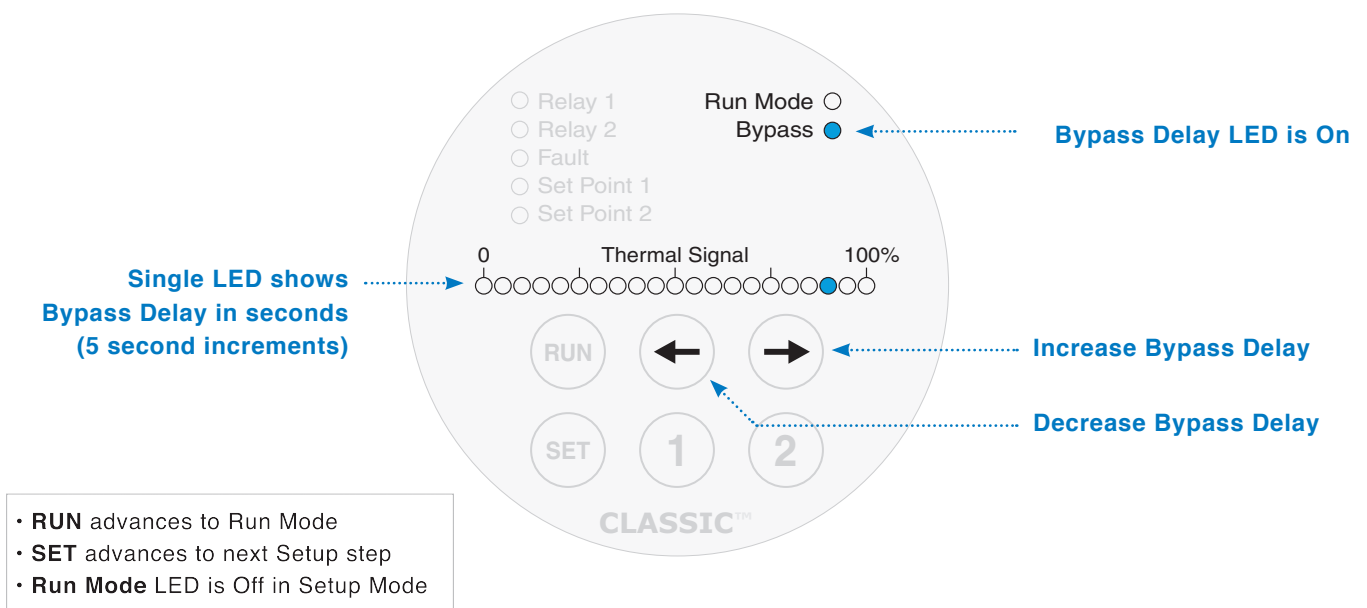 Relay 1
Relay 2
Fault
Set Point 1
Set Point 2
Run Mode
Bypass
Bypass Delay LED is On
0 Thermal Signal 100%
Single LED shows
Bypass Delay in seconds
(5 second increments)
RUN
Increase Bypass Delay
Decrease Bypass Delay
SET 1 2
CLASSIC™
• RUN advances to Run Mode
• SET advances to next Setup step
• Run Mode LED is Off in Setup Mode